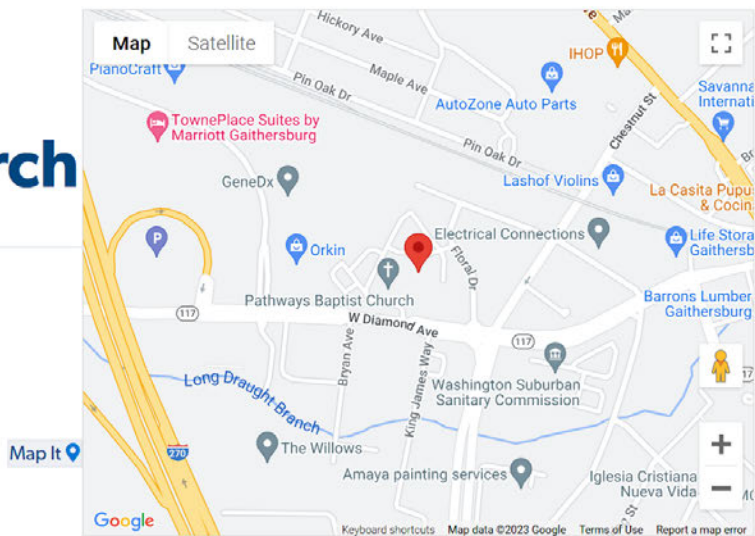 Map
Satellite
Hickory Ave
Maple Ave
Pin Oak Dr
IHOP
PianoCraft
AutoZone Auto Parts
Chestnut St
Savanna
Internati
TownePlace Suites by
Marriott Gaithersburg
Pin Oak Dr
rch
GeneDx
Lashof Violins
La Casita Pupu
& Cocin
P
Orkin
Electrical Connections
Floral Dr
Life Stora
Gaithersb
Pathways Baptist Church
Barrons Lumber
Gaithersburg
117
W Diamond Ave
117
Bryan Ave
King James Way
Washington Suburban
Sanitary Commission
Long Draught Branch
Map It
270
The Willows
Amaya painting services
Iglesia Cristiana
Nueva Vida
Google
Keyboard shortcuts
Map data ©2023 Google
Terms of Use
Report a map error